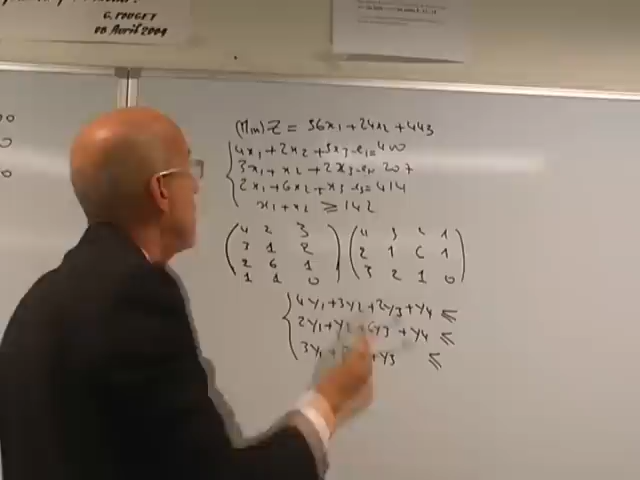 G. POUGET
08 Avril 2004
(Min) Z = 36x1 + 24x2 + 44x3
4x1 + 2x2 + 3x3 - e1 = 400
3x1 + x2 + 2x3 - e2 207
2x1 + 6x2 + x3 - e3 = 414
x1 + x2 ≥ 142
4 2 3 4 3 2 1
3 1 2 2 1 6 1
2 6 1 3 2 1 0
1 1 0
4y1 + 3y2 + 2y3 + y4 ≤
2y1 + y2 + 6y3 + y4 ≤
3y1 + y3 ≤